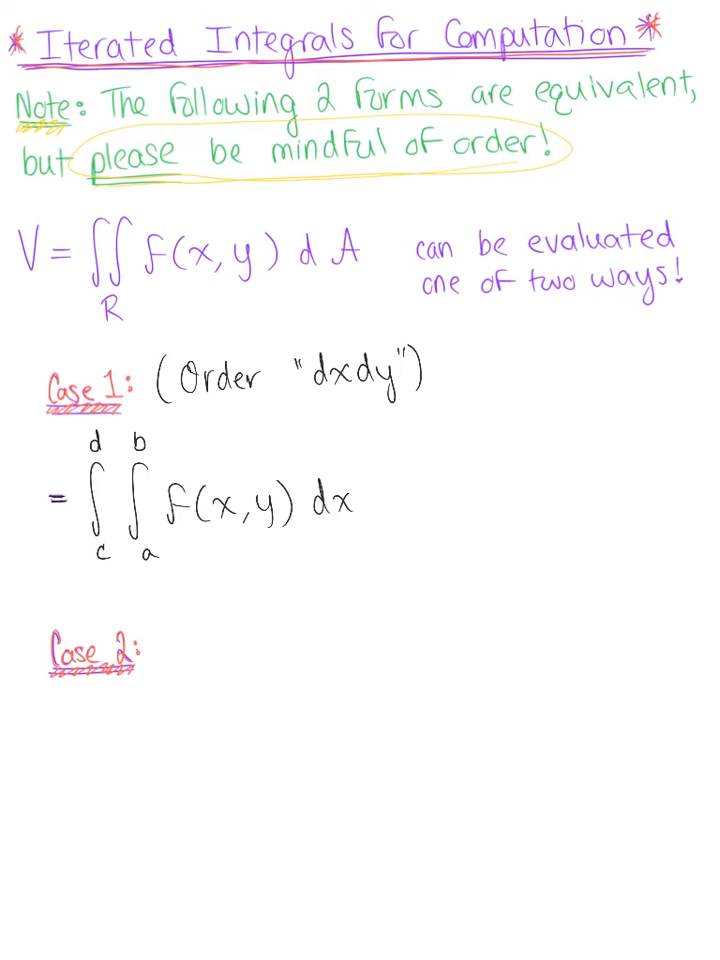 * Iterated Integrals for Computation *
Note: The following 2 forms are equivalent,
but please be mindful of order!
V = ∬ f(x,y) dA can be evaluated
R one of two ways!
Case 1: (Order "dxdy")
d b
= ∫ ∫ f(x,y) dx
c a
Case 2: